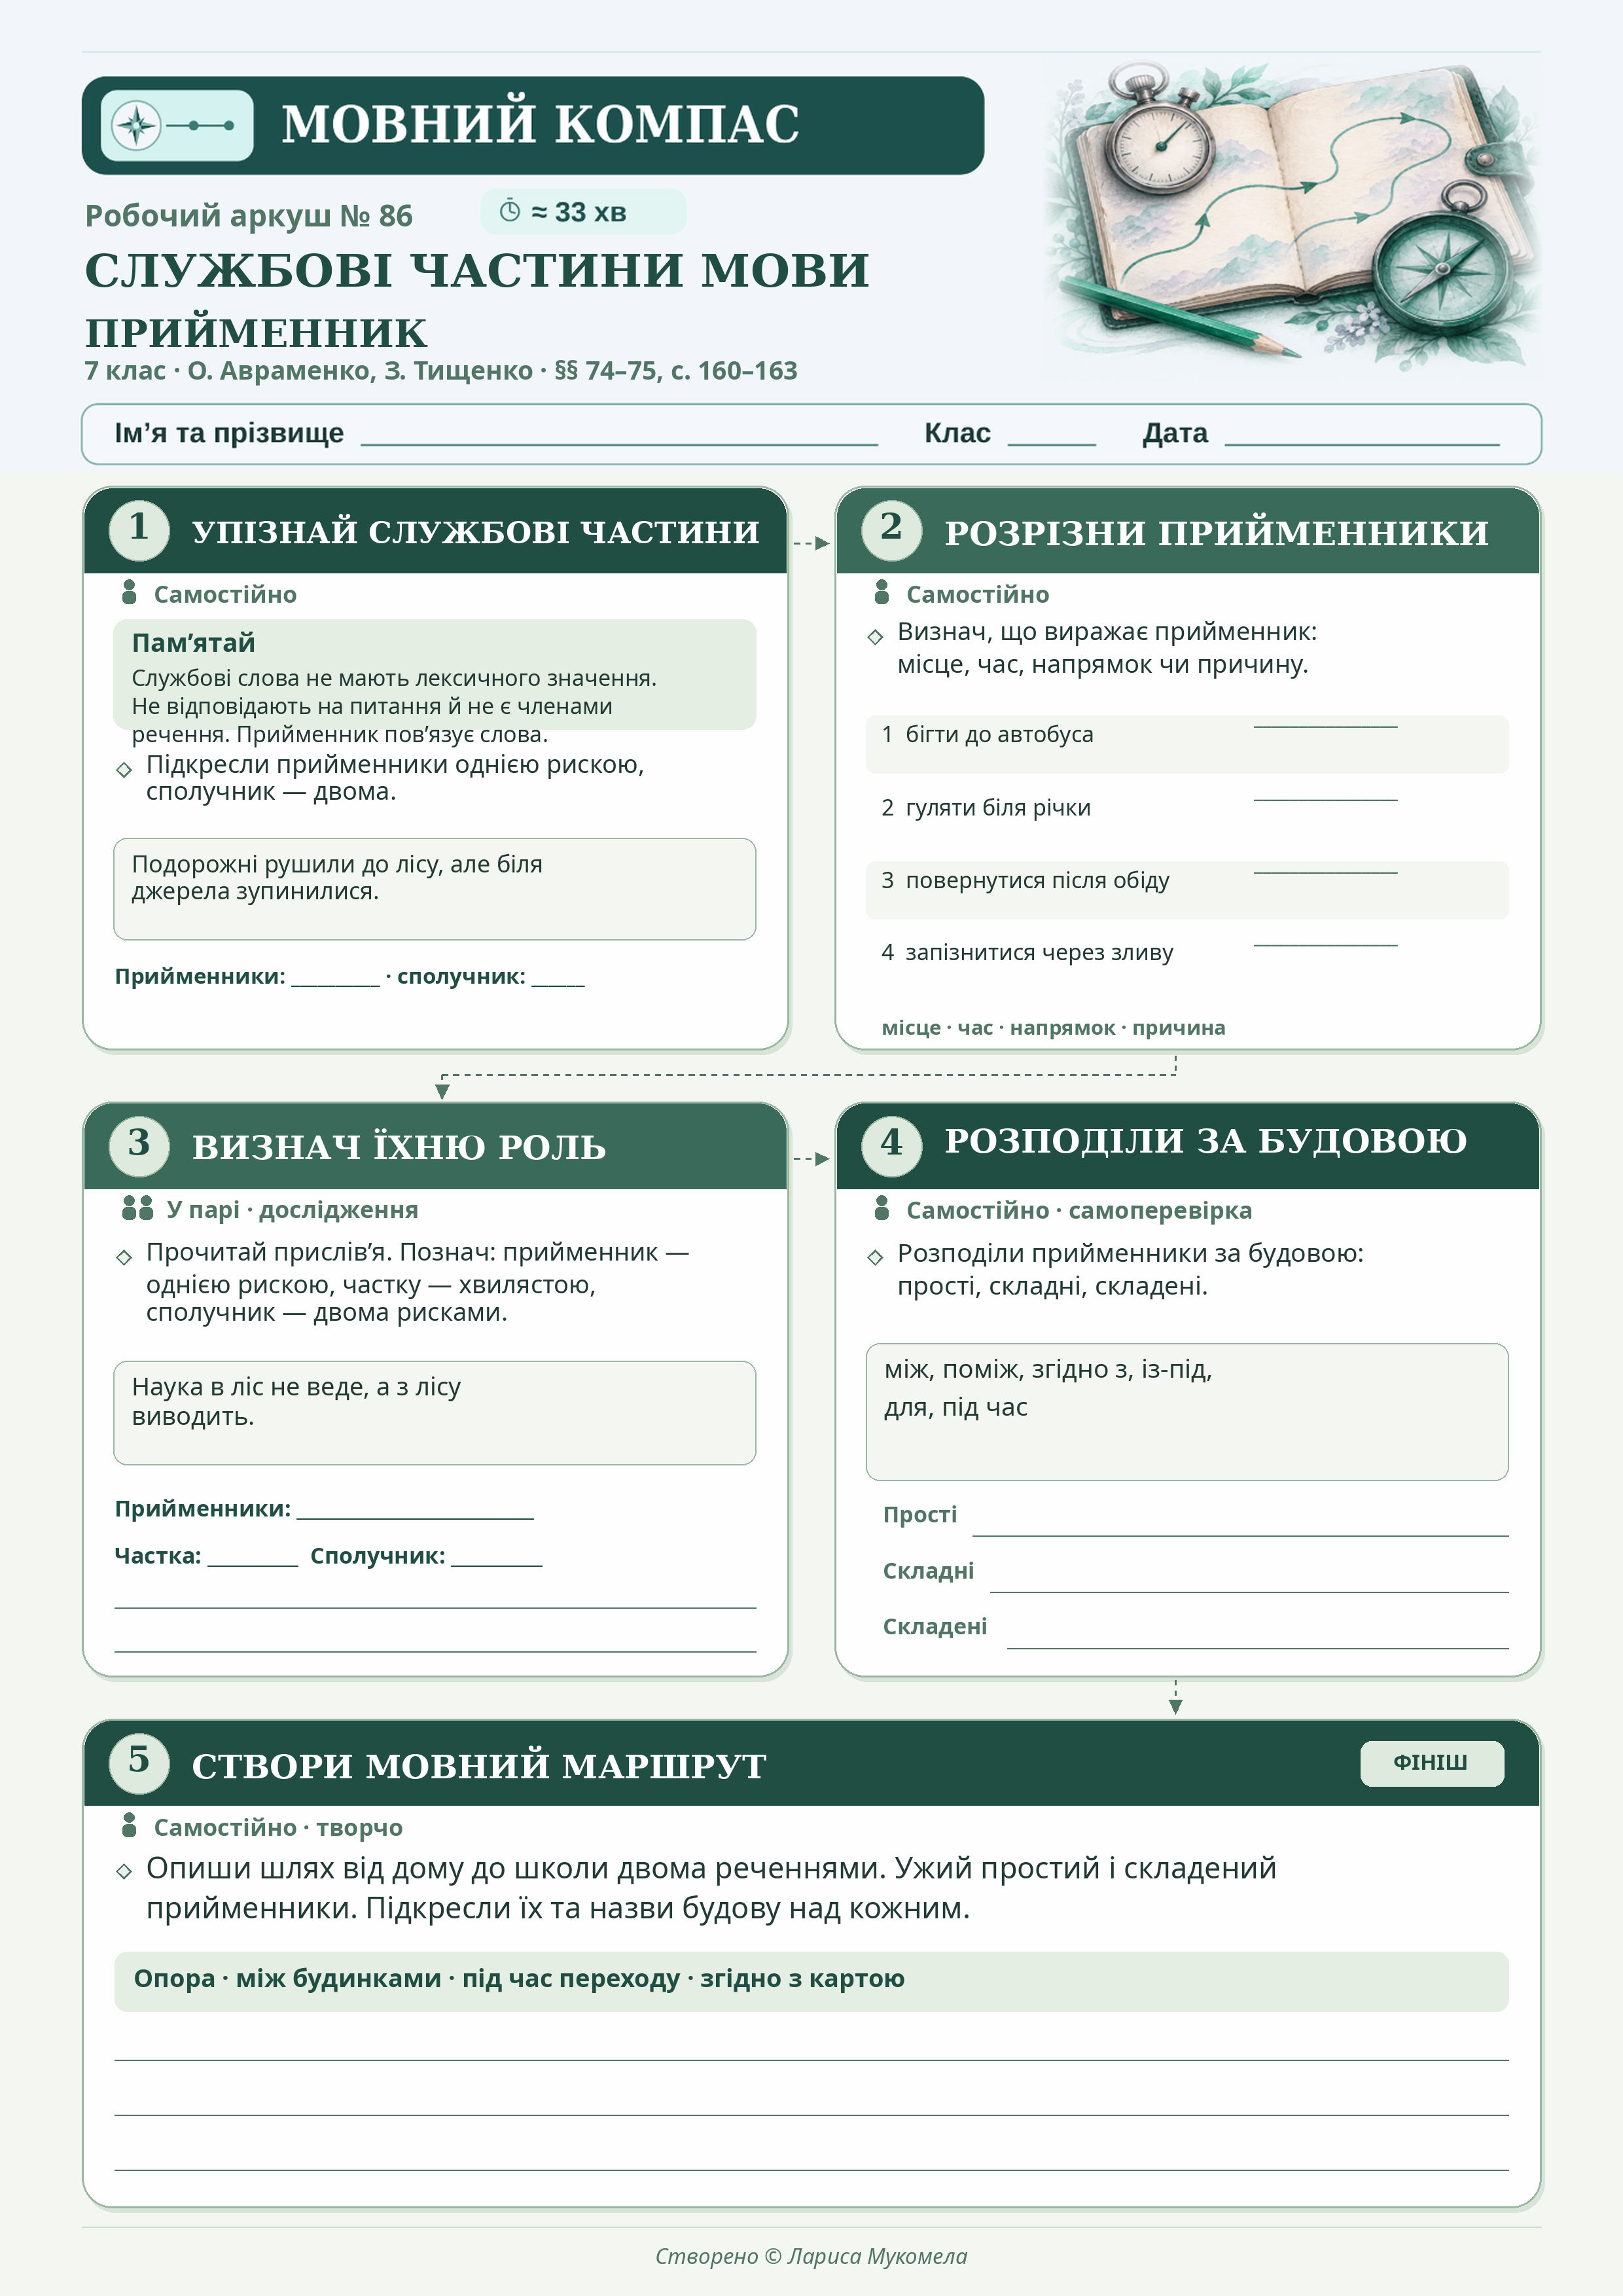 МОВНИЙ КОМПАС
Робочий аркуш № 86
≈ 33 хв
СЛУЖБОВІ ЧАСТИНИ МОВИ
ПРИЙМЕННИК
7 клас · О. Авраменко, З. Тищенко · §§ 74–75, с. 160–163
Ім’я та прізвище ____ Клас ____ Дата ____
1 УПІЗНАЙ СЛУЖБОВІ ЧАСТИНИ
Самостійно
Пам’ятай
Службові слова не мають лексичного значення.
Не відповідають на питання й не є членами
речення. Прийменник пов’язує слова.
Підкресли прийменники однією рискою,
сполучник — двома.
Подорожні рушили до лісу, але біля
джерела зупинилися.
Прийменники: ________ · сполучник: _____
2 РОЗРІЗНИ ПРИЙМЕННИКИ
Самостійно
Визнач, що виражає прийменник:
місце, час, напрямок чи причину.
1 бігти до автобуса
2 гуляти біля річки
3 повернутися після обіду
4 запізнитися через зливу
місце · час · напрямок · причина
3 ВИЗНАЧ ЇХНЮ РОЛЬ
У парі · дослідження
Прочитай прислів’я. Познач: прийменник —
однією рискою, частку — хвилястою,
сполучник — двома рисками.
Наука в ліс не веде, а з лісу
виводить.
Прийменники: ____
Частка: ____ Сполучник: ____
4 РОЗПОДІЛИ ЗА БУДОВОЮ
Самостійно · самоперевірка
Розподіли прийменники за будовою:
прості, складні, складені.
між, поміж, згідно з, із-під,
для, під час
Прості
Складні
Складені
5 СТВОРИ МОВНИЙ МАРШРУТ
ФІНІШ
Самостійно · творчо
Опиши шлях від дому до школи двома реченнями. Ужий простий і складений
прийменники. Підкресли їх та назви будову над кожним.
Опора · між будинками · під час переходу · згідно з картою
Створено © Лариса Мукомела